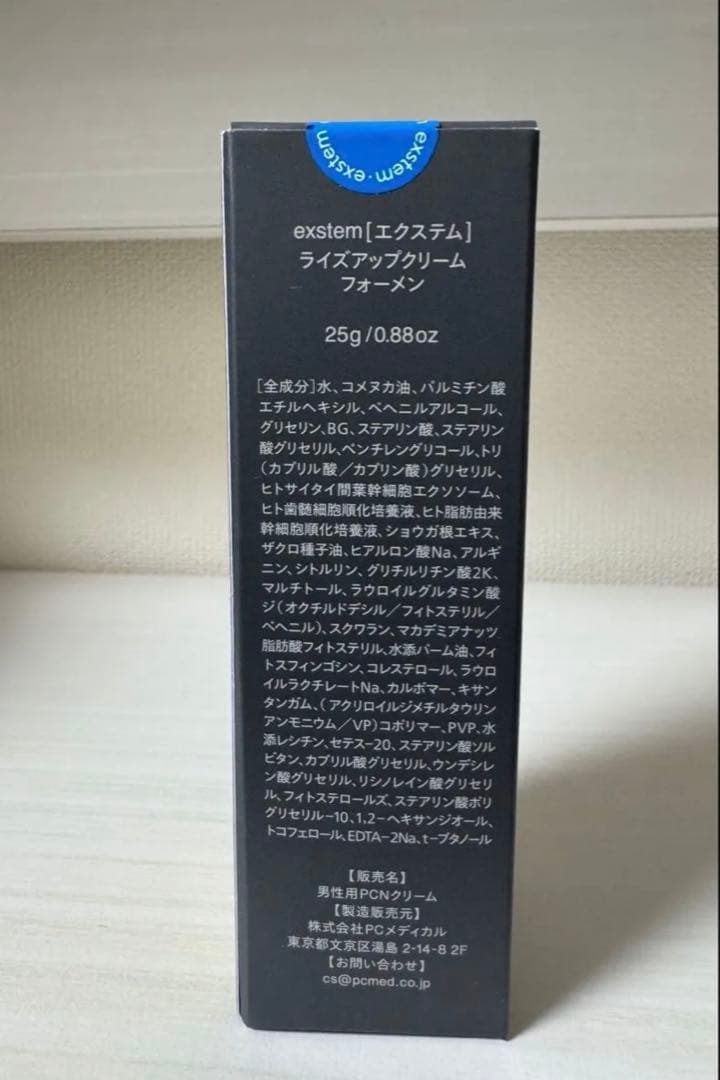 exstem・exstem
exstem[エクステム]
ライズアップクリーム
フォーメン
25g/0.88oz
[全成分]水、コメヌカ油、パルミチン酸
エチルヘキシル、ベヘニルアルコール、
グリセリン、BG、ステアリン酸、ステアリン
酸グリセリル、ペンチレングリコール、トリ
(カプリル酸/カプリン酸)グリセリル、
ヒトサイタイ間葉幹細胞エクソソーム、
ヒト歯髄細胞順化培養液、ヒト脂肪由来
幹細胞順化培養液、ショウガ根エキス、
ザクロ種子油、ヒアルロン酸Na、アルギ
ニン、シトルリン、グリチルリチン酸2K、
マルチトール、ラウロイルグルタミン酸
ジ(オクチルドデシル/フィトステリル/
ベヘニル)、スクワラン、マカデミアナッツ
脂肪酸フィトステリル、水添パーム油、フィ
トスフィンゴシン、コレステロール、ラウロ
イルラクチレートNa、カルボマー、キサン
タンガム、(アクリロイルジメチルタウリン
アンモニウム/VP)コポリマー、PVP、水
添レシチン、セテス-20、ステアリン酸ソル
ビタン、カプリル酸グリセリル、ウンデシレ
ン酸グリセリル、リシノレイン酸グリセリ
ル、フィトステロールズ、ステアリン酸ポリ
グリセリル-10、1,2-ヘキサンジオール、
トコフェロール、EDTA-2Na、t-ブタノール
【販売名】
男性用PCNクリーム
【製造販売元】
株式会社PCメディカル
東京都文京区湯島 2-14-8 2F
【お問い合わせ】
cs@pcmed.co.jp